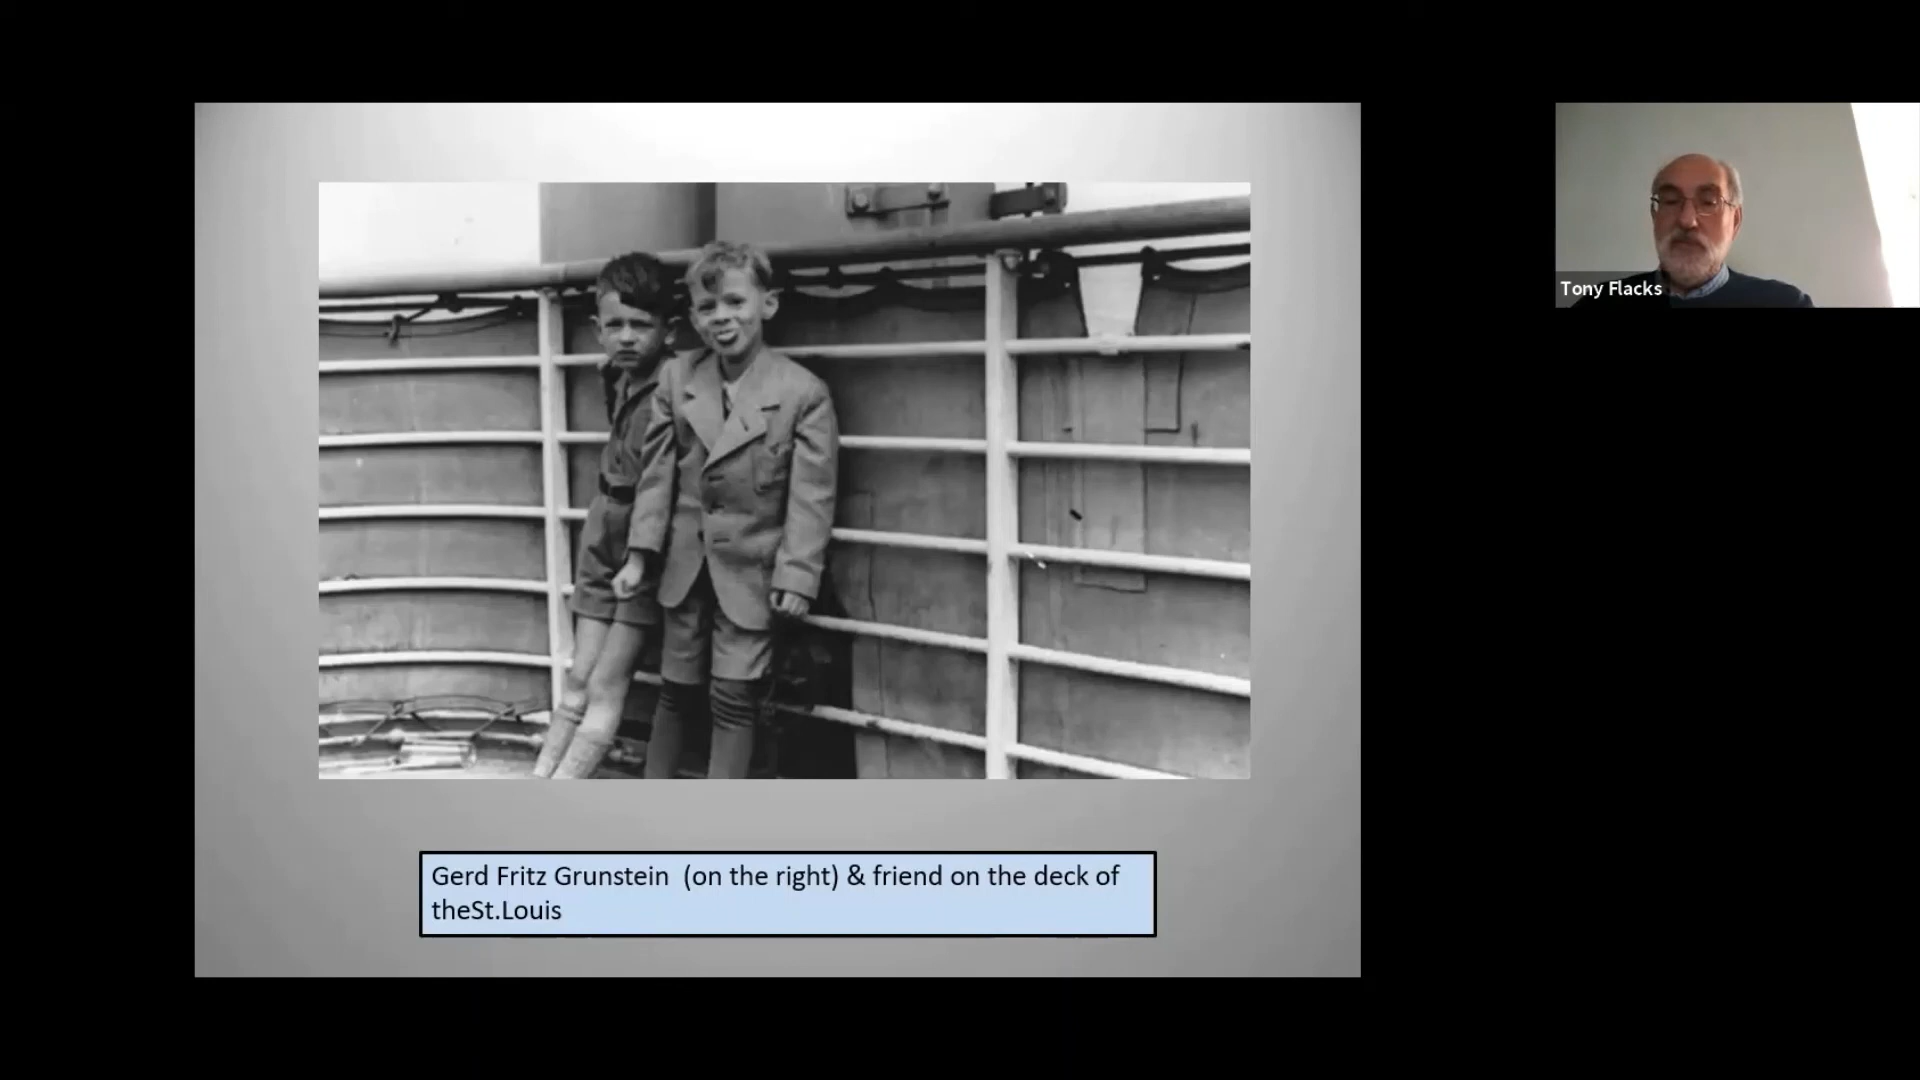 Tony Flacks
Gerd Fritz Grunstein  (on the right) & friend on the deck of
theSt.Louis